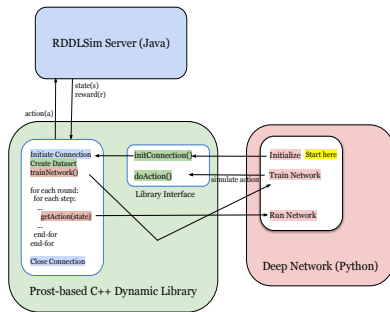 RDDLSim Server (Java)
state(s)
reward(r)
action(a)
Initiate Connection
Create Dataset
trainNetwork()
for each round:
for each step:
...
getAction(state)
...
end-for
end-for
Close Connection
initConnection()
doAction()
Library Interface
simulate action
Initialize
Start here
Train Network
Run Network
Deep Network (Python)
Prost-based C++ Dynamic Library